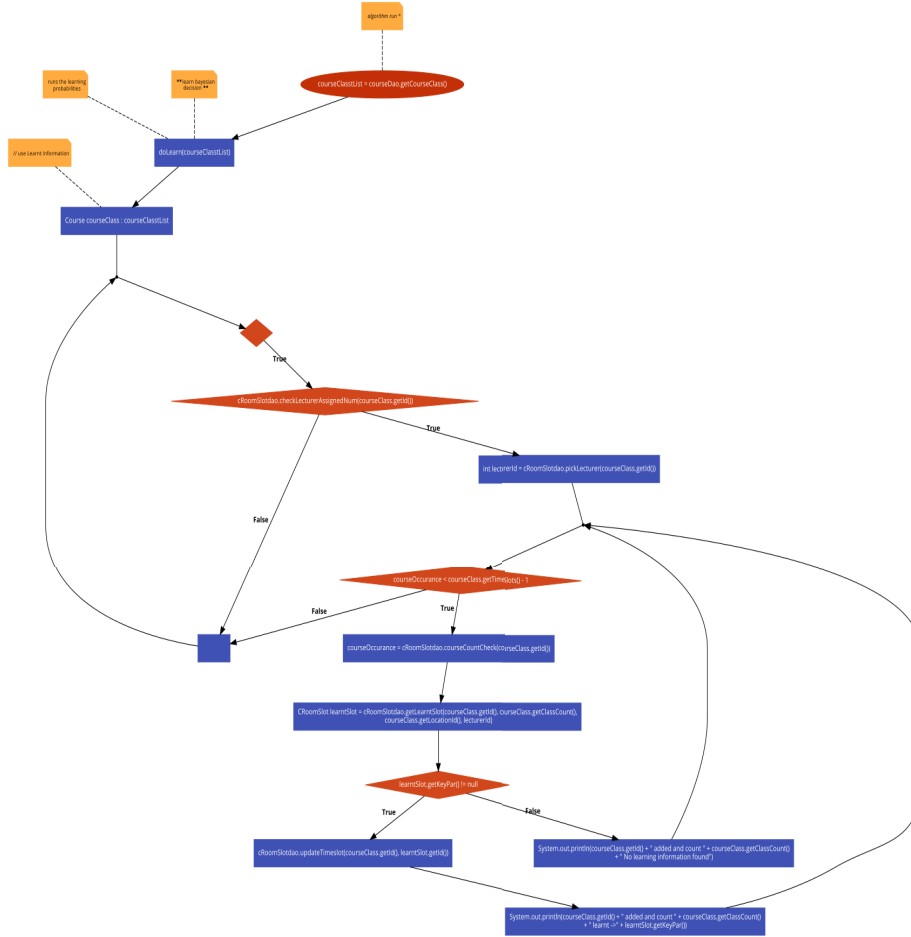 algorithm run *
runs the learning
probabilities
**learn bayesian
decision **
courseClasstList = courseDao.getCourseClass()
doLearn(courseClasstList)
// use Learnt Information
Course courseClass : courseClasstList
True
cRoomSlotdao.checkLecturerAssignedNum(courseClass.getId())
True
int lecturerId = cRoomSlotdao.pickLecturer(courseClass.getId())
False
courseOccurance < courseClass.getTimeSlots() - 1
False
True
courseOccurance = cRoomSlotdao.courseCountCheck(courseClass.getId())
CRoomSlot learntSlot = cRoomSlotdao.getLearntSlot(courseClass.getId(), courseClass.getClassCount(),
courseClass.getLocationId(), lecturerId)
learntSlot.getKeyPar() != null
True
False
cRoomSlotdao.updateTimeslot(courseClass.getId(), learntSlot.getId())
System.out.println(courseClass.getId() + " added and count " + courseClass.getClassCount()
+ " No learning information found")
System.out.println(courseClass.getId() + " added and count " + courseClass.getClassCount()
+ " learnt ->" + learntSlot.getKeyPar())